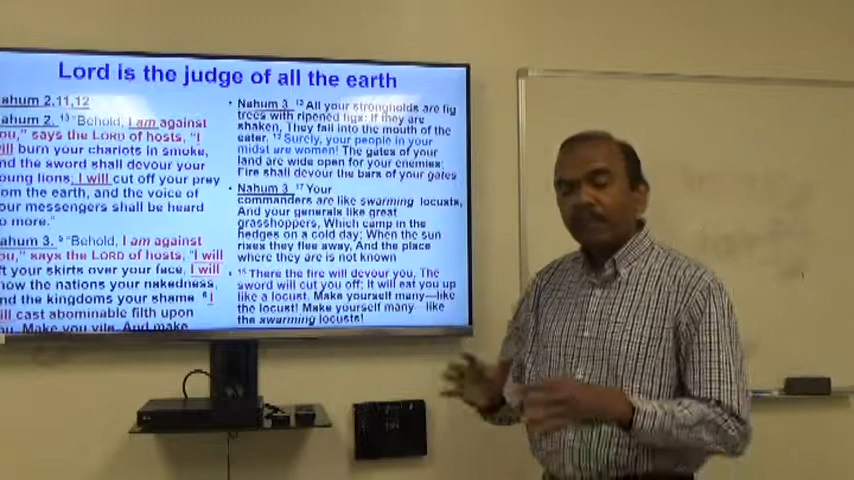 Lord is the judge of all the earth
ahum 2.11,12
ahum 2. 13 "Behold, I am against
ou," says the LORD of hosts, "I
will burn your chariots in smoke,
nd the sword shall devour your
oung lions; I will cut off your prey
om the earth, and the voice of
our messengers shall be heard
o more."
ahum 3. 5 "Behold, I am against
ou," says the LORD of hosts; "I will
ft your skirts over your face, I will
how the nations your nakedness,
nd the kingdoms your shame. 6 I
will cast abominable filth upon
ou, Make you vile, And make
• Nahum 3 12 All your strongholds are fig
trees with ripened figs: If they are
shaken, They fall into the mouth of the
eater. 13 Surely, your people in your
midst are women! The gates of your
land are wide open for your enemies;
Fire shall devour the bars of your gates
• Nahum 3 17 Your
commanders are like swarming locusts,
And your generals like great
grasshoppers, Which camp in the
hedges on a cold day; When the sun
rises they flee away, And the place
where they are is not known
• 15 There the fire will devour you, The
sword will cut you off; It will eat you up
like a locust. Make yourself many—like
the locust! Make yourself many— like
the swarming locusts!